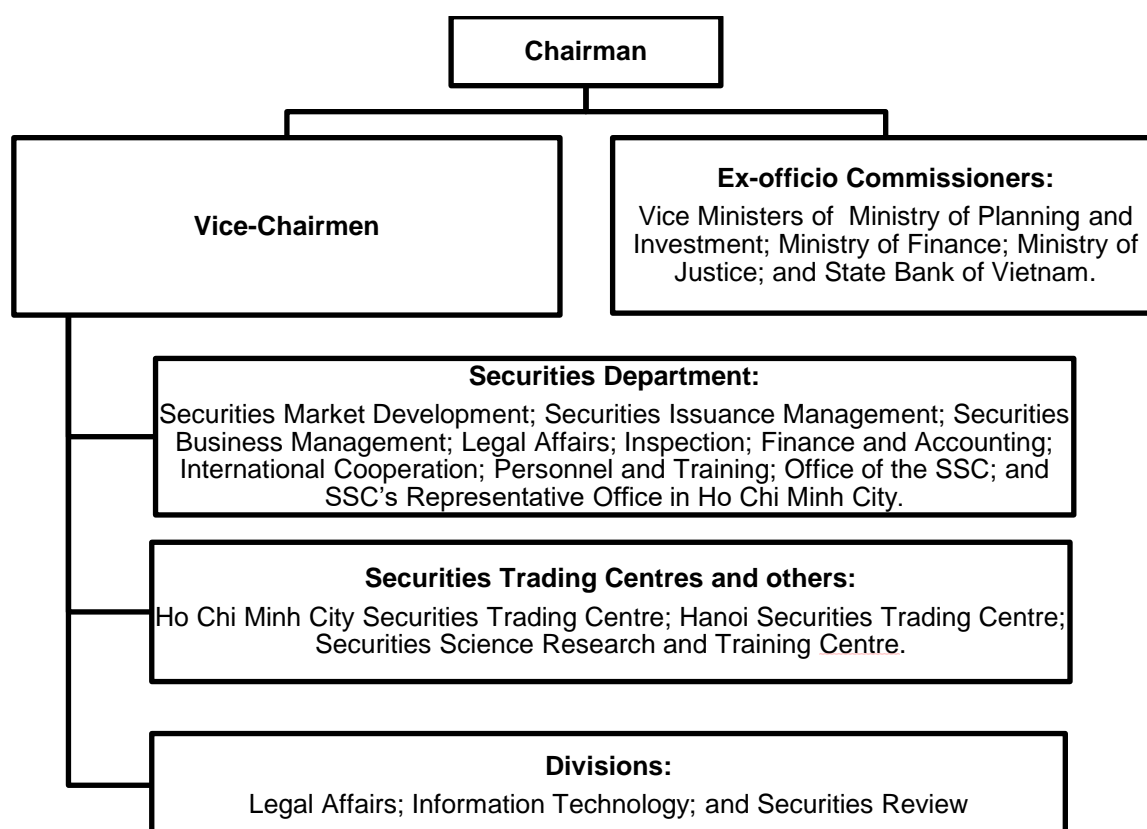 Chairman
Vice-Chairmen
Ex-officio Commissioners:
Vice Ministers of Ministry of Planning and
Investment; Ministry of Finance; Ministry of
Justice; and State Bank of Vietnam.
Securities Department:
Securities Market Development; Securities Issuance Management; Securities
Business Management; Legal Affairs; Inspection; Finance and Accounting;
International Cooperation; Personnel and Training; Office of the SSC; and
SSC’s Representative Office in Ho Chi Minh City.
Securities Trading Centres and others:
Ho Chi Minh City Securities Trading Centre; Hanoi Securities Trading Centre;
Securities Science Research and Training Centre.
Divisions:
Legal Affairs; Information Technology; and Securities Review